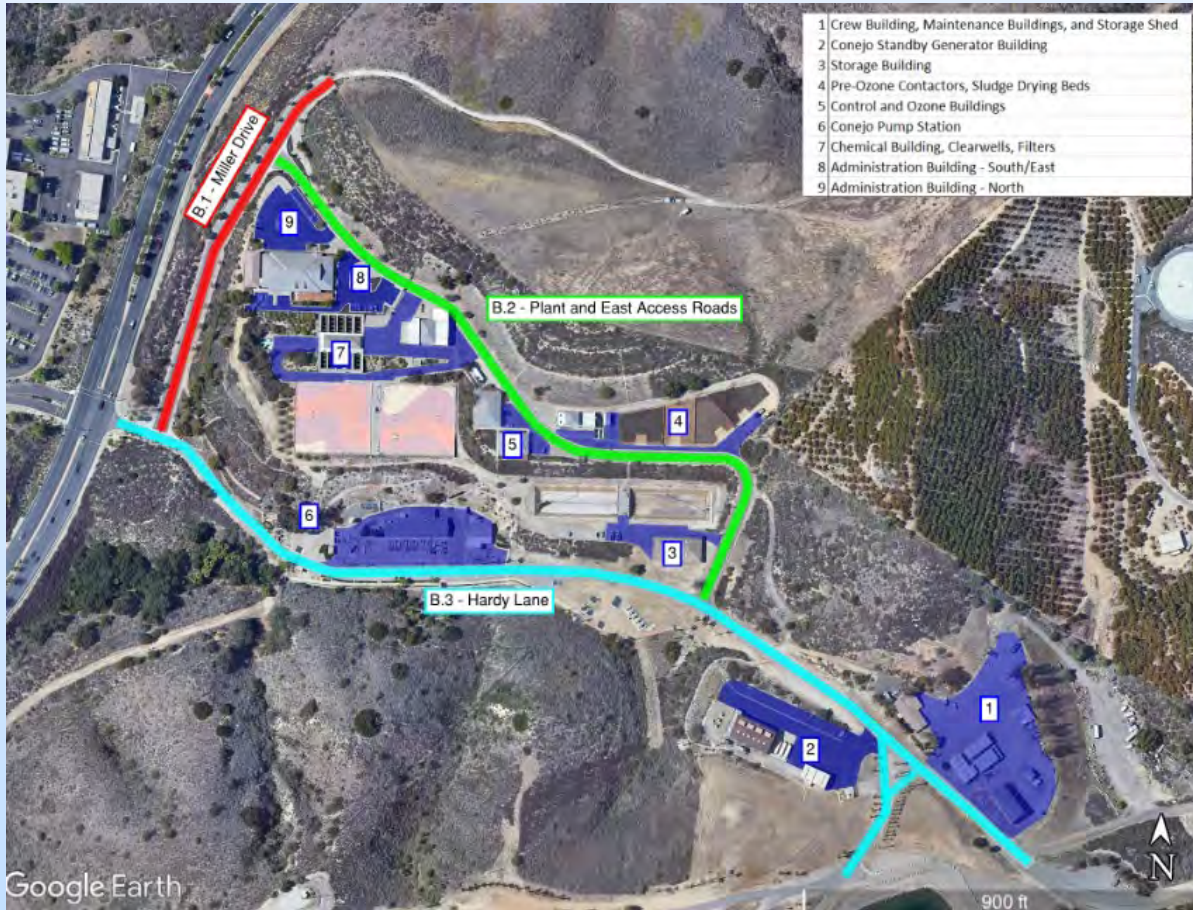 1 Crew Building, Maintenance Buildings, and Storage Shed
2 Conejo Standby Generator Building
3 Storage Building
4 Pre-Ozone Contactors, Sludge Drying Beds
5 Control and Ozone Buildings
6 Conejo Pump Station
7 Chemical Building, Clearwells, Filters
8 Administration Building - South/East
9 Administration Building - North
B.1 - Miller Drive
9
8
B.2 - Plant and East Access Roads
7
4
5
6
3
B.3 - Hardy Lane
1
2
N
Google Earth
900 ft